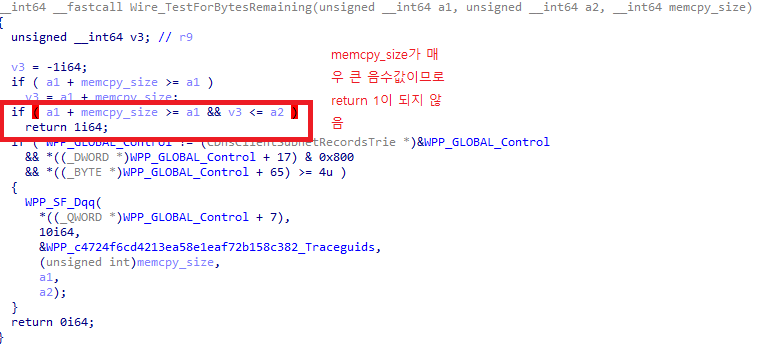 __int64 __fastcall Wire_TestForBytesRemaining(unsigned __int64 a1, unsigned __int64 a2, __int64 memcpy_size)
{
unsigned __int64 v3; // r9
v3 = -1i64;
if ( a1 + memcpy_size >= a1 )
v3 = a1 + memcpy_size;
if ( a1 + memcpy_size >= a1 && v3 <= a2 )
return 1i64;
memcpy_size가 매
우 큰 음수값이므로
return 1이 되지 않
음
if ( WPP_GLOBAL_Control != (CDnsClientSubnetRecordsTrie *)&WPP_GLOBAL_Control
&& *((_DWORD *)WPP_GLOBAL_Control + 17) & 0x800
&& *((_BYTE *)WPP_GLOBAL_Control + 65) >= 4u )
{
WPP_SF_Dqq(
*((_QWORD *)WPP_GLOBAL_Control + 7),
10i64,
&WPP_c4724f6cd4213ea58e1eaf72b158c382_Traceguids,
(unsigned int)memcpy_size,
a1,
a2);
}
return 0i64;
}